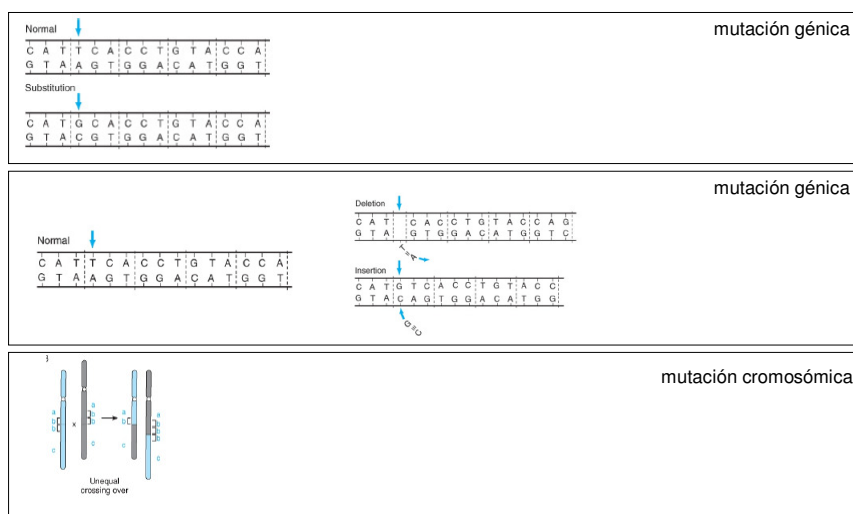 mutación génica
Normal
C A T T C A C C T G T A C C A
G T A A G T G G A C A T G G T
Substitution
C A T G C A C C T G T A C C A
G T A C G T G G A C A T G G T
mutación génica
Normal
C A T T C A C C T G T A C C A
G T A A G T G G A C A T G G T
Deletion
C A T C A C C T G T A C C A G
G T A G T G G A C A T G G T C
T=A
Insertion
C A T G T C A C C T G T A C C
G T A C A G T G G A C A T G G
G≡C
mutación cromosómica
a
b
b
c
x
a
b
b
c
a
b
c
a
b
b
b
c
Unequal
crossing over